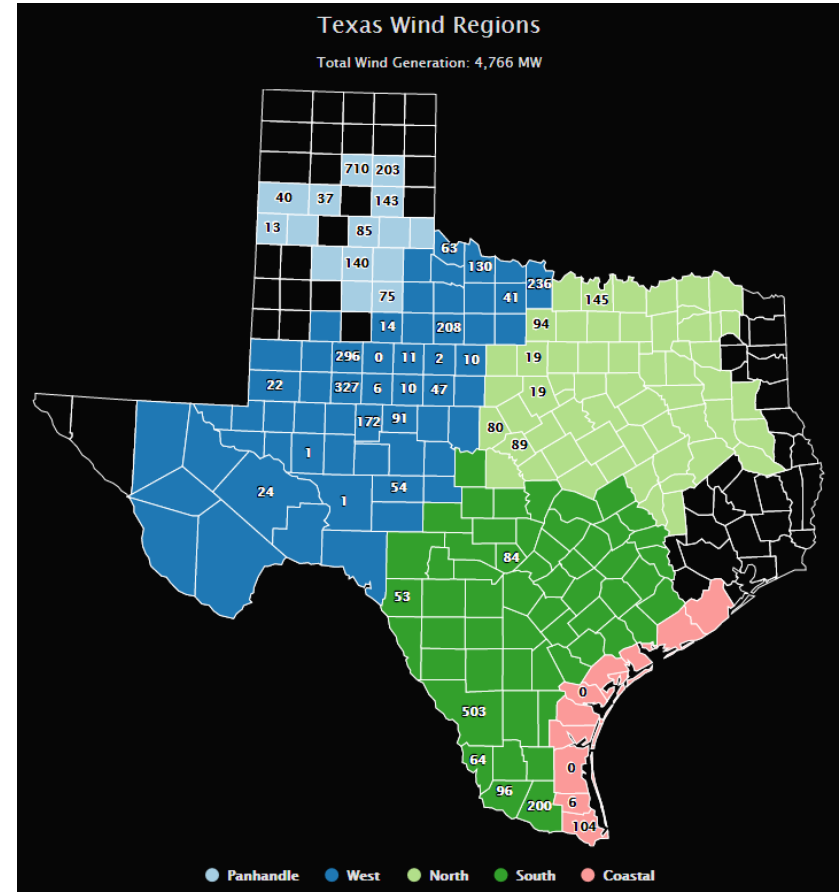 Texas Wind Regions
Total Wind Generation: 4,766 MW
710 203
40 37 143
13 85
63
140 130
236
75 41 145
14 208 94
296 0 11 2 10 19
22 327 6 10 47 19
172 91 80
89
1
24 1 54
84
53
0
503
64 0
96 200 6
104
Panhandle West North South Coastal